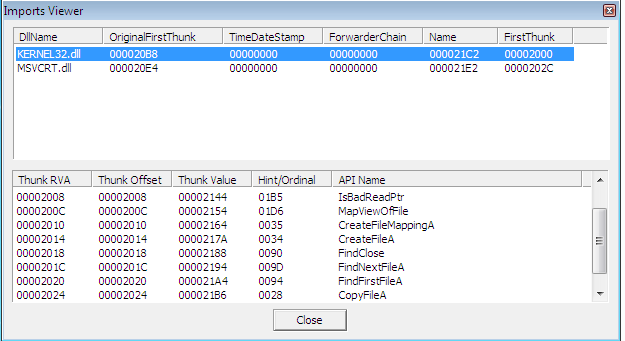 Imports Viewer
DllName OriginalFirstThunk TimeDateStamp ForwarderChain Name FirstThunk
KERNEL32.dll 000020B8 00000000 00000000 000021C2 00002000
MSVCRT.dll 000020E4 00000000 00000000 000021E2 0000202C
Thunk RVA Thunk Offset Thunk Value Hint/Ordinal API Name
00002008 00002008 00002144 01B5 IsBadReadPtr
0000200C 0000200C 00002154 01D6 MapViewOfFile
00002010 00002010 00002164 0035 CreateFileMappingA
00002014 00002014 0000217A 0034 CreateFileA
00002018 00002018 00002188 0090 FindClose
0000201C 0000201C 00002194 009D FindNextFileA
00002020 00002020 000021A4 0094 FindFirstFileA
00002024 00002024 000021B6 0028 CopyFileA
Close